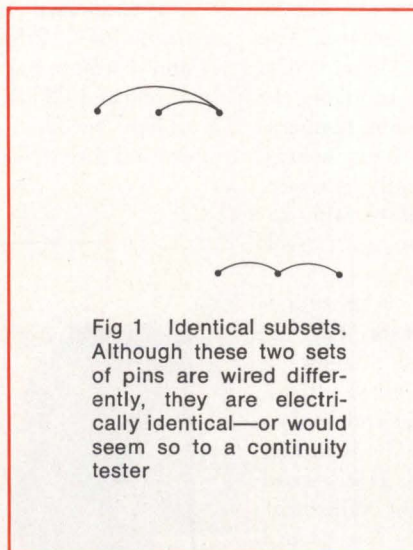 Fig 1 Identical subsets.
Although these two sets
of pins are wired differ-
ently, they are electri-
cally identical—or would
seem so to a continuity
tester